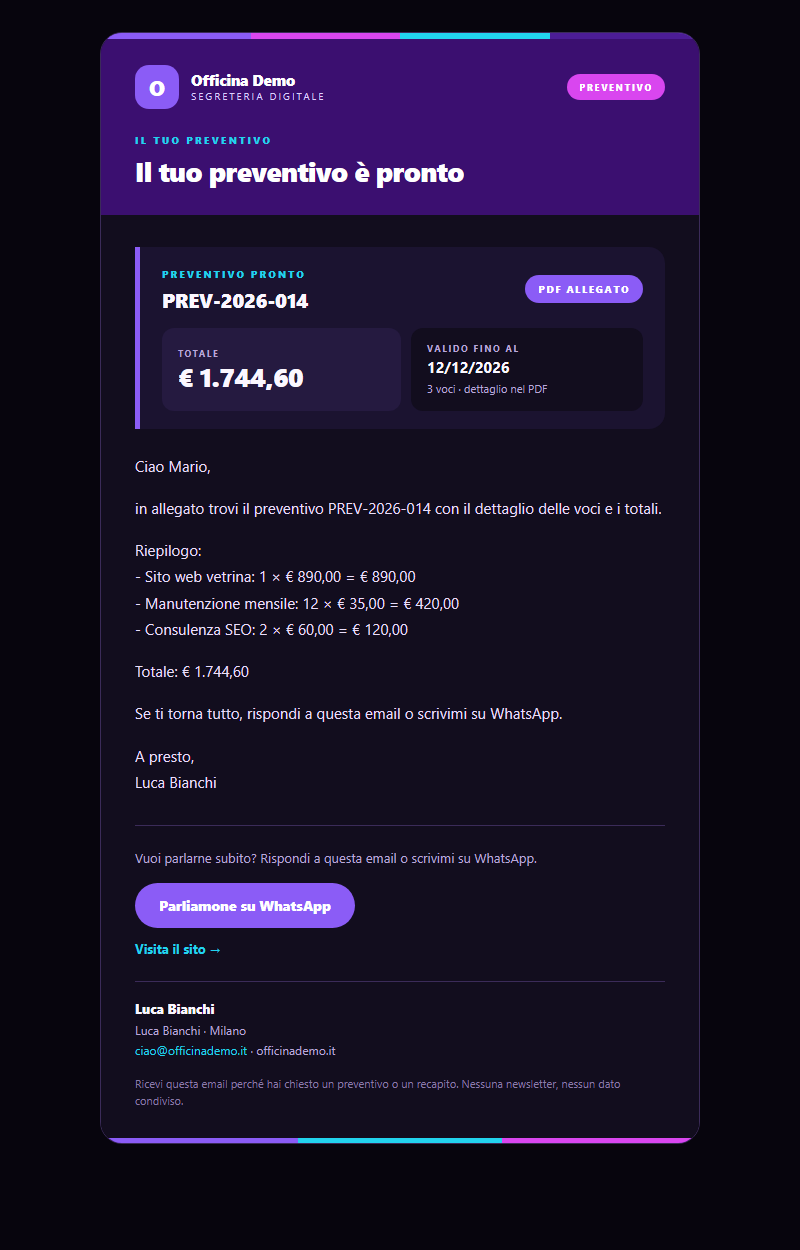 o
Officina Demo
SEGRETERIA DIGITALE
PREVENTIVO
IL TUO PREVENTIVO
Il tuo preventivo è pronto
PREVENTIVO PRONTO
PREV-2026-014
PDF ALLEGATO
TOTALE
€ 1.744,60
VALIDO FINO AL
12/12/2026
3 voci · dettaglio nel PDF
Ciao Mario,
in allegato trovi il preventivo PREV-2026-014 con il dettaglio delle voci e i totali.
Riepilogo:
- Sito web vetrina: 1 × € 890,00 = € 890,00
- Manutenzione mensile: 12 × € 35,00 = € 420,00
- Consulenza SEO: 2 × € 60,00 = € 120,00
Totale: € 1.744,60
Se ti torna tutto, rispondi a questa email o scrivimi su WhatsApp.
A presto,
Luca Bianchi
Vuoi parlarne subito? Rispondi a questa email o scrivimi su WhatsApp.
Parliamone su WhatsApp
Visita il sito →
Luca Bianchi
Luca Bianchi · Milano
ciao@officinademo.it · officinademo.it
Ricevi questa email perché hai chiesto un preventivo o un recapito. Nessuna newsletter, nessun dato
condiviso.